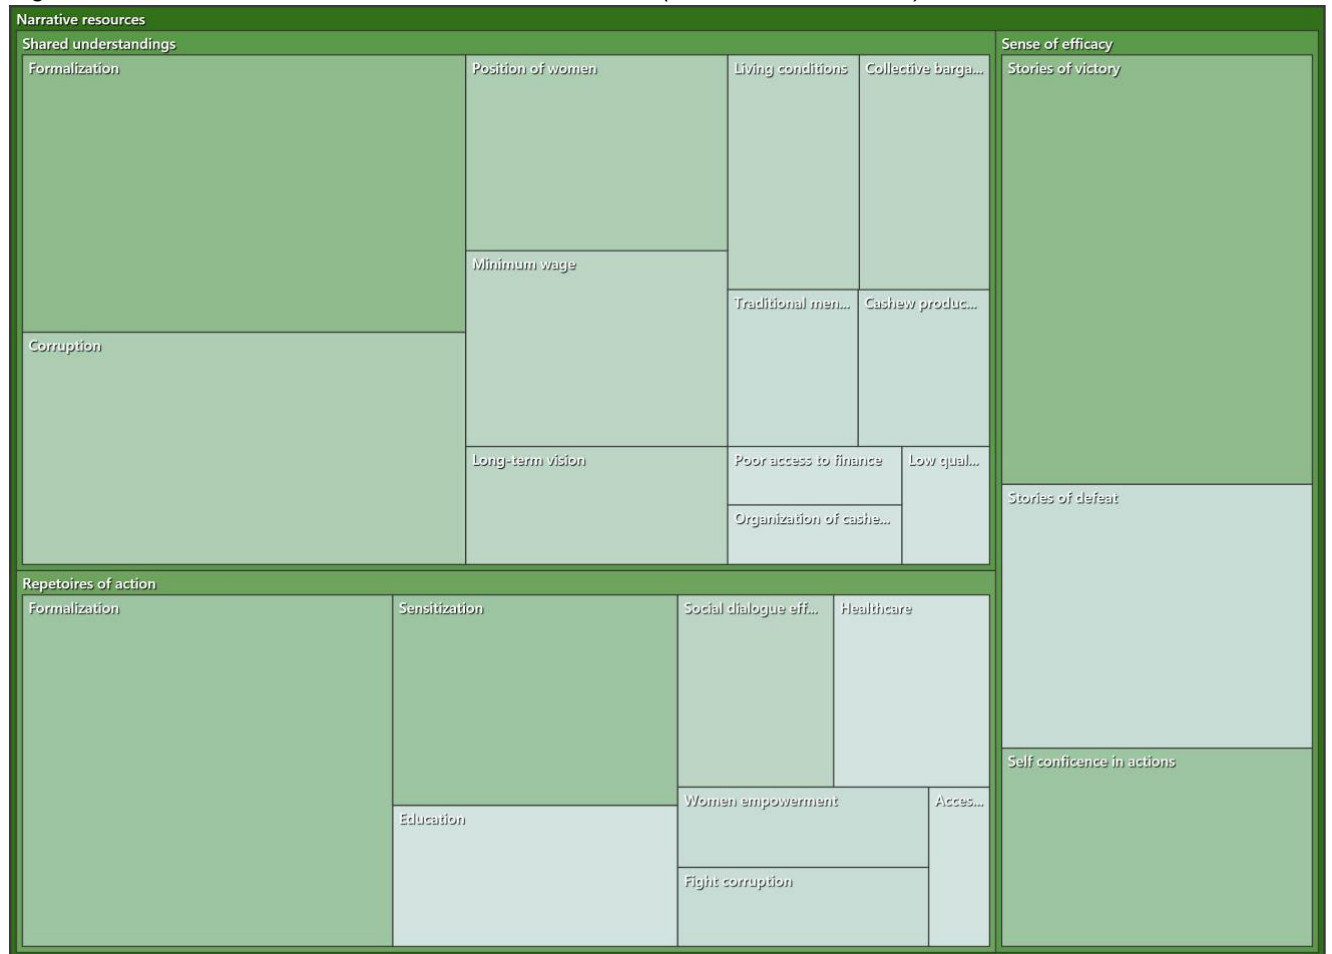 Narrative resources
Shared understandings
Formalization
Position of women
Living conditions
Collective barga...
Minimum wage
Traditional men...
Cashew produc...
Corruption
Long-term vision
Poor access to finance
Low qual...
Organization of cashe...
Sense of efficacy
Stories of victory
Stories of defeat
Self conficence in actions
Repetoires of action
Formalization
Sensitization
Social dialogue eff...
Healthcare
Education
Women empowerment
Acces...
Fight corruption